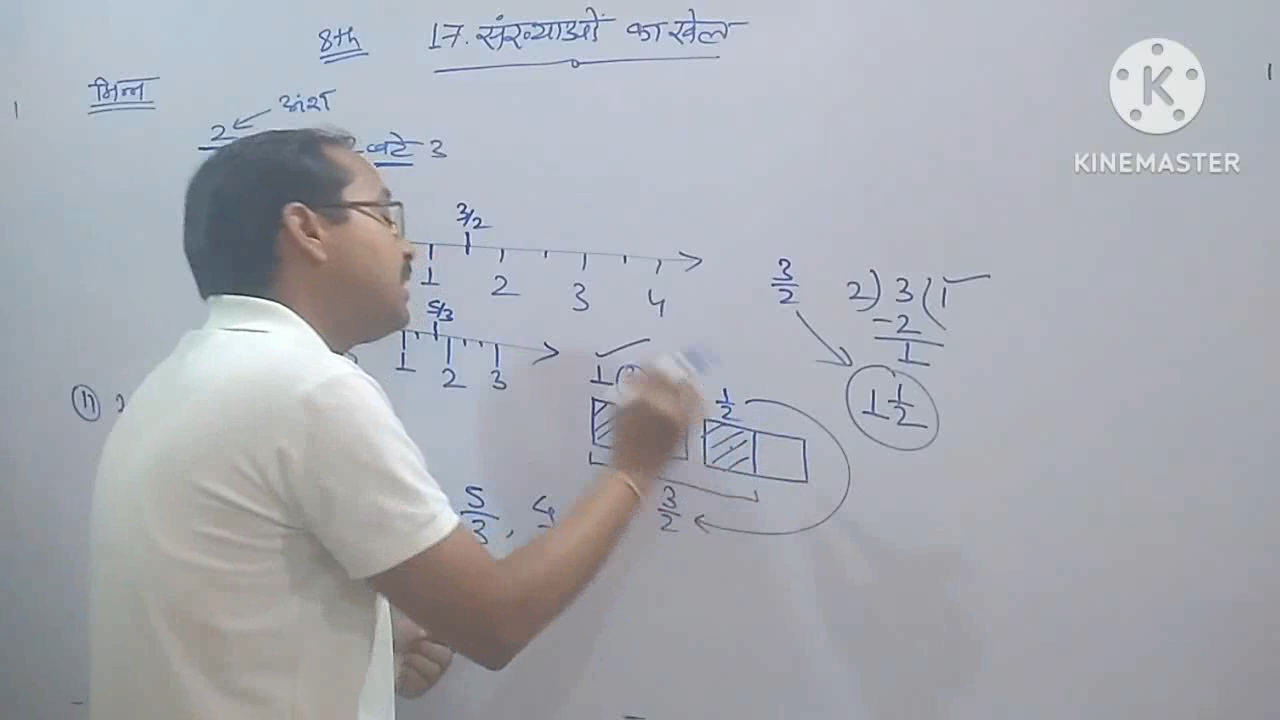 8th 17. संख्याओं का खेल
भिन्न
2 अंश
बटे 3
3/2
1 2 3 4
5/3
1 2 3
3/2 2) 3 (1
-2
1
1 1/2
11
1 1/2
5/3 , 3/2
K
KINEMASTER